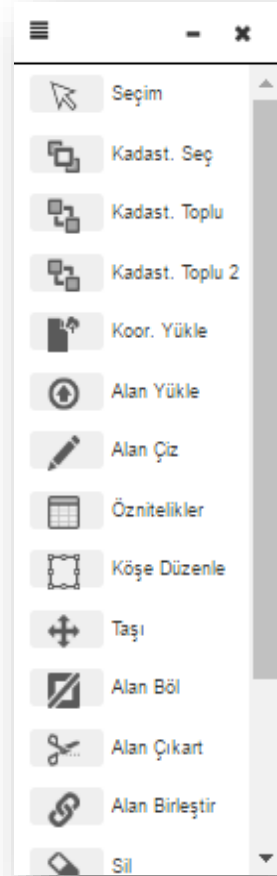 Seçim
Kadast. Seç
Kadast. Toplu
Kadast. Toplu 2
Koor. Yükle
Alan Yükle
Alan Çiz
Öznitelikler
Köşe Düzenle
Taşı
Alan Böl
Alan Çıkart
Alan Birleştir
Sil